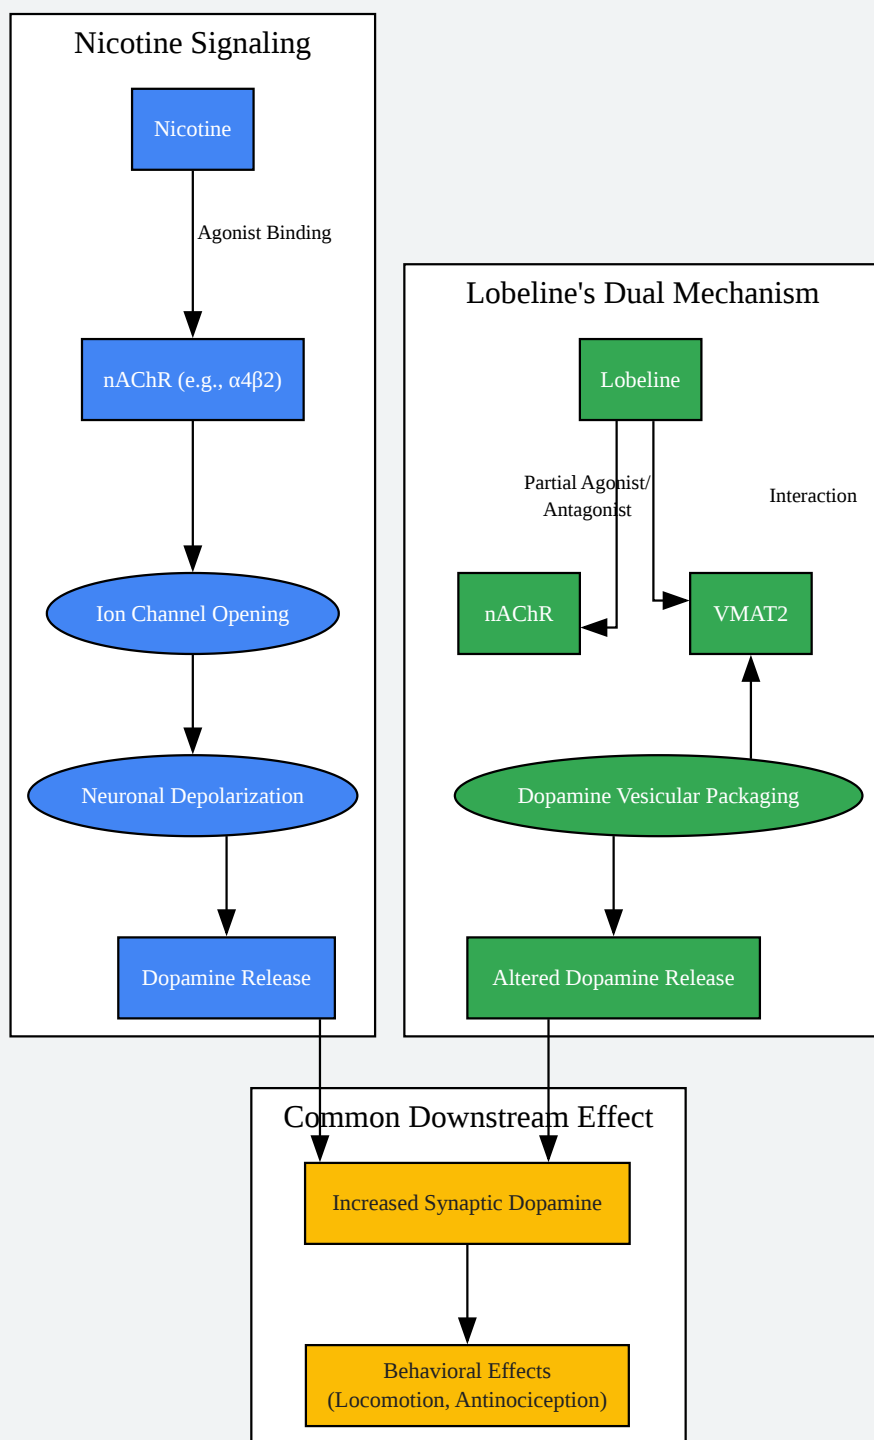 Nicotine Signaling
Nicotine
Agonist Binding
nAChR (e.g., α4β2)
Ion Channel Opening
Neuronal Depolarization
Dopamine Release
Lobeline's Dual Mechanism
Lobeline
Partial Agonist/
Antagonist
Interaction
nAChR
VMAT2
Dopamine Vesicular Packaging
Altered Dopamine Release
Common Downstream Effect
Increased Synaptic Dopamine
Behavioral Effects
(Locomotion, Antinociception)